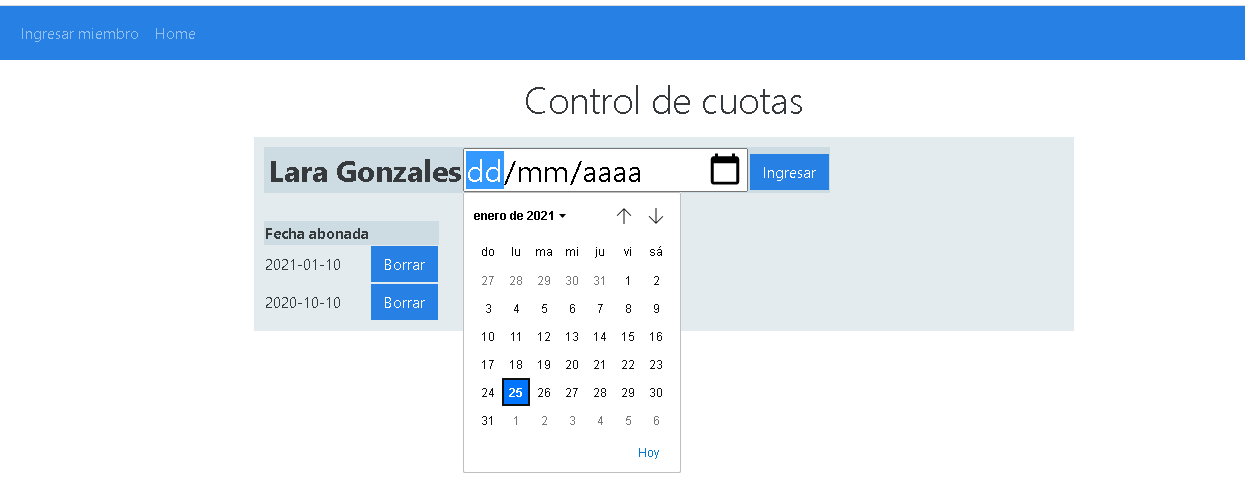 Ingresar miembro Home
Control de cuotas
Lara Gonzales dd/mm/aaaa Ingresar
enero de 2021
do lu ma mi ju vi sá
27 28 29 30 31 1 2
3 4 5 6 7 8 9
10 11 12 13 14 15 16
17 18 19 20 21 22 23
24 25 26 27 28 29 30
31 1 2 3 4 5 6
Hoy
Fecha abonada
2021-01-10 Borrar
2020-10-10 Borrar